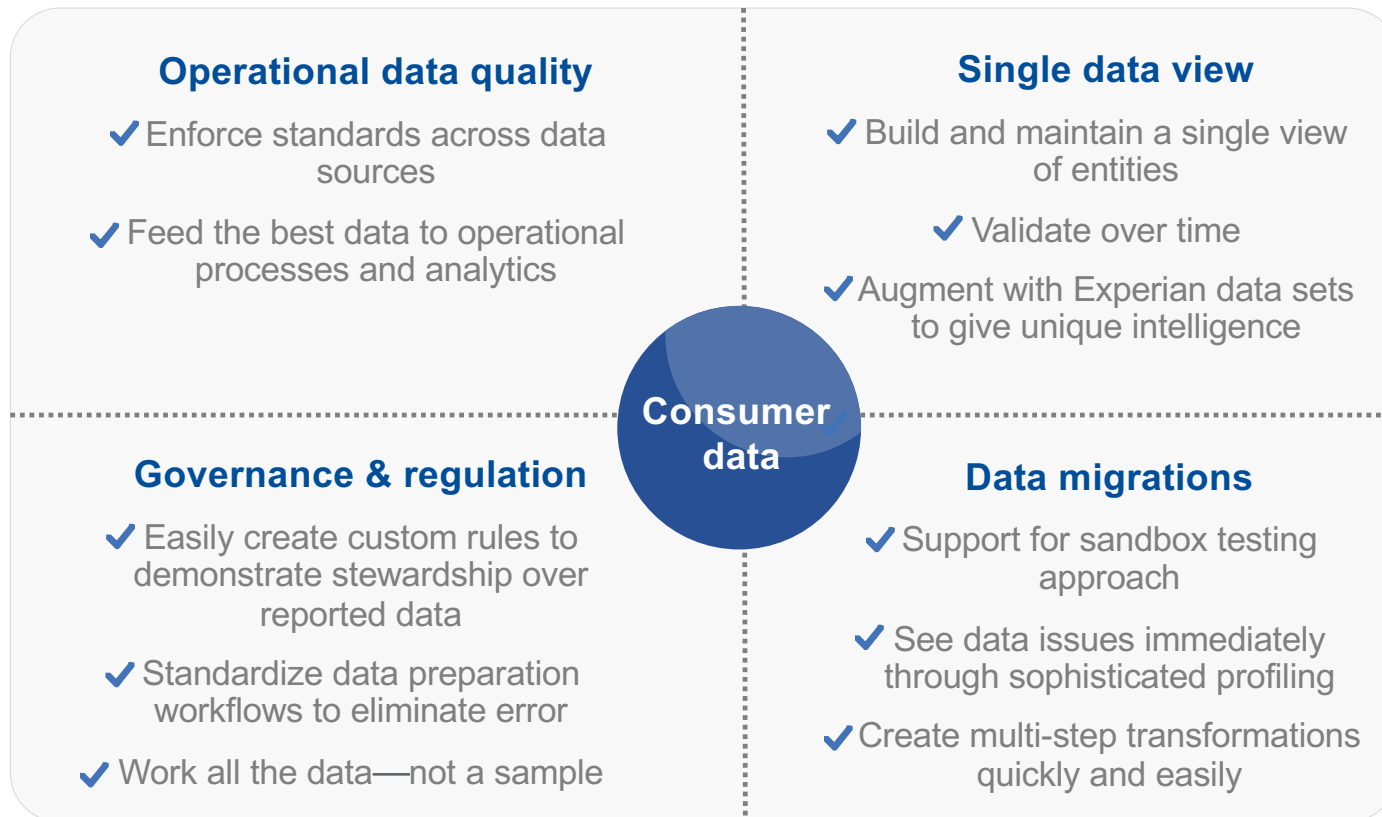 Operational data quality
Enforce standards across data
sources
Feed the best data to operational
processes and analytics
Single data view
Build and maintain a single view
of entities
Validate over time
Augment with Experian data sets
to give unique intelligence
Consumer
data
Governance & regulation
Easily create custom rules to
demonstrate stewardship over
reported data
Standardize data preparation
workflows to eliminate error
Work all the data—not a sample
Data migrations
Support for sandbox testing
approach
See data issues immediately
through sophisticated profiling
Create multi-step transformations
quickly and easily